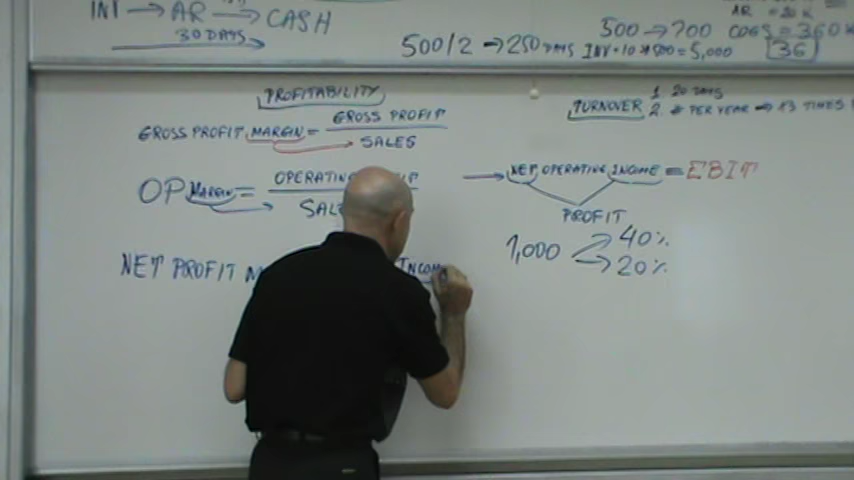 INV → AR → CASH
30 DAYS
500/2 → 250 DAYS
500 → 700
INV = 10 * 500 = 5,000
AR = 20K
COGS = 360K
36
PROFITABILITY
GROSS PROFIT MARGIN = GROSS PROFIT
SALES
OP MARGIN = OPERATING
SAL
NET PROFIT
INCOM
TURNOVER
1. 20 DAYS
2. # PER YEAR → 13 TIMES
→ NET OPERATIVE INCOME = EBIT
PROFIT
1,000
40%
20%